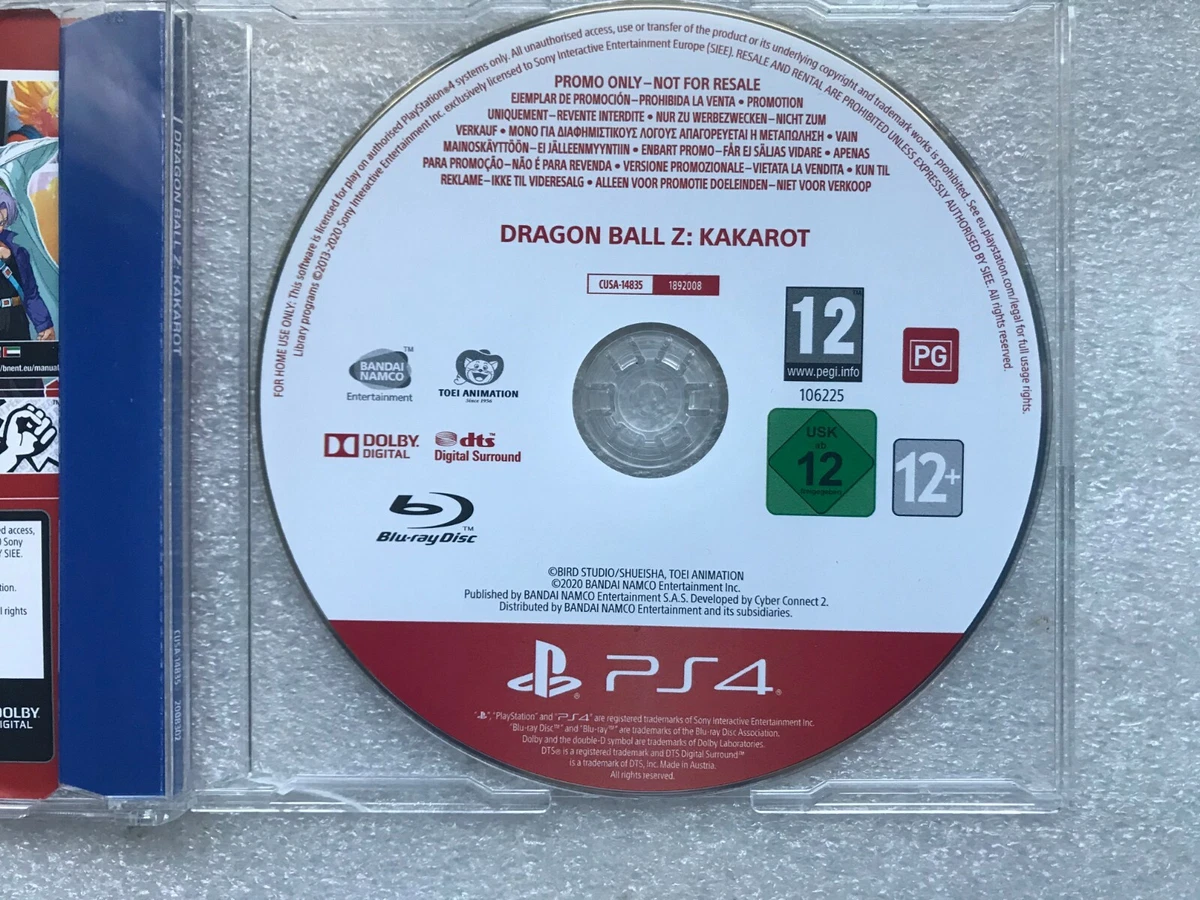 FOR HOME USE ONLY: This software is licensed for play on authorised PlayStation®4 systems only. All unauthorised access, use or transfer of the product or its underlying copyright and trademark works is prohibited. See eu.playstation.com/legal for full usage rights.
Library programs ©2013-2020 Sony Interactive Entertainment Inc. exclusively licensed to Sony Interactive Entertainment Europe (SIEE). RESALE AND RENTAL ARE PROHIBITED UNLESS EXPRESSLY AUTHORISED BY SIEE. All rights reserved.
PROMO ONLY – NOT FOR RESALE
EJEMPLAR DE PROMOCIÓN – PROHIBIDA LA VENTA • PROMOTION
UNIQUEMENT – REVENTE INTERDITE • NUR ZU WERBEZWECKEN – NICHT ZUM
VERKAUF • ΜΟΝΟ ΓΙΑ ΔΙΑΦΗΜΙΣΤΙΚΟΥΣ ΛΟΓΟΥΣ ΑΠΑΓΟΡΕΥΕΤΑΙ Η ΜΕΤΑΠΩΛΗΣΗ • VAIN
MAINOSKÄYTTÖÖN – EI JÄLLEENMYYNTIIN • ENBART PROMO – FÅR EJ SÄLJAS VIDARE • APENAS
PARA PROMOÇÃO – NÃO É PARA REVENDA • VERSIONE PROMOZIONALE – VIETATA LA VENDITA • KUN TIL
REKLAME – IKKE TIL VIDERESALG • ALLEEN VOOR PROMOTIE DOELEINDEN – NIET VOOR VERKOOP
DRAGON BALL Z: KAKAROT
CUSA-14835 1892008
12
www.pegi.info
106225
PG
BANDAI
NAMCO
Entertainment
TOEI ANIMATION
Since 1956
DOLBY
DIGITAL
dts
Digital Surround
USK
ab
12
freigegeben
12+
Blu-ray Disc
©BIRD STUDIO/SHUEISHA, TOEI ANIMATION
©2020 BANDAI NAMCO Entertainment Inc.
Published by BANDAI NAMCO Entertainment S.A.S. Developed by Cyber Connect 2.
Distributed by BANDAI NAMCO Entertainment and its subsidiaries.
PS4
"PlayStation" and "PS4" are registered trademarks of Sony Interactive Entertainment Inc.
"Blu-ray Disc™" and "Blu-ray™" are trademarks of the Blu-ray Disc Association.
Dolby and the double-D symbol are trademarks of Dolby Laboratories.
DTS® is a registered trademark and DTS Digital Surround™
is a trademark of DTS, Inc. Made in Austria.
All rights reserved.
DRAGON BALL Z: KAKAROT
CUSA-14835 2008302
bnent.eu/manual
d access,
Sony
SIEE.
tion.
l rights
DOLBY
DIGITAL